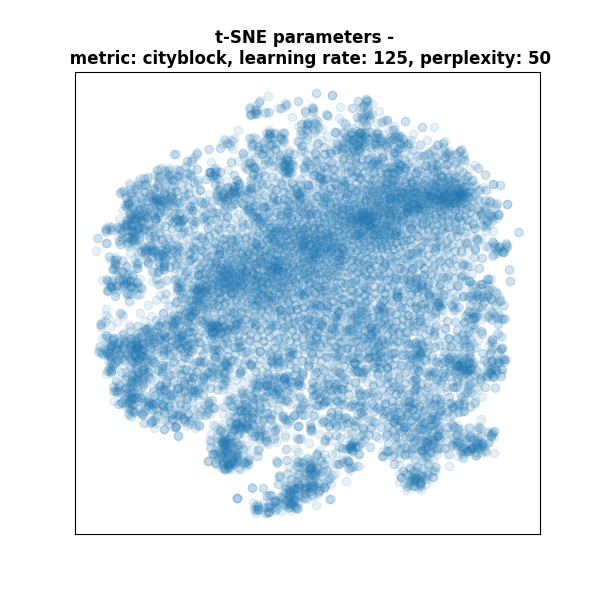 t-SNE parameters -
metric: cityblock, learning rate: 125, perplexity: 50